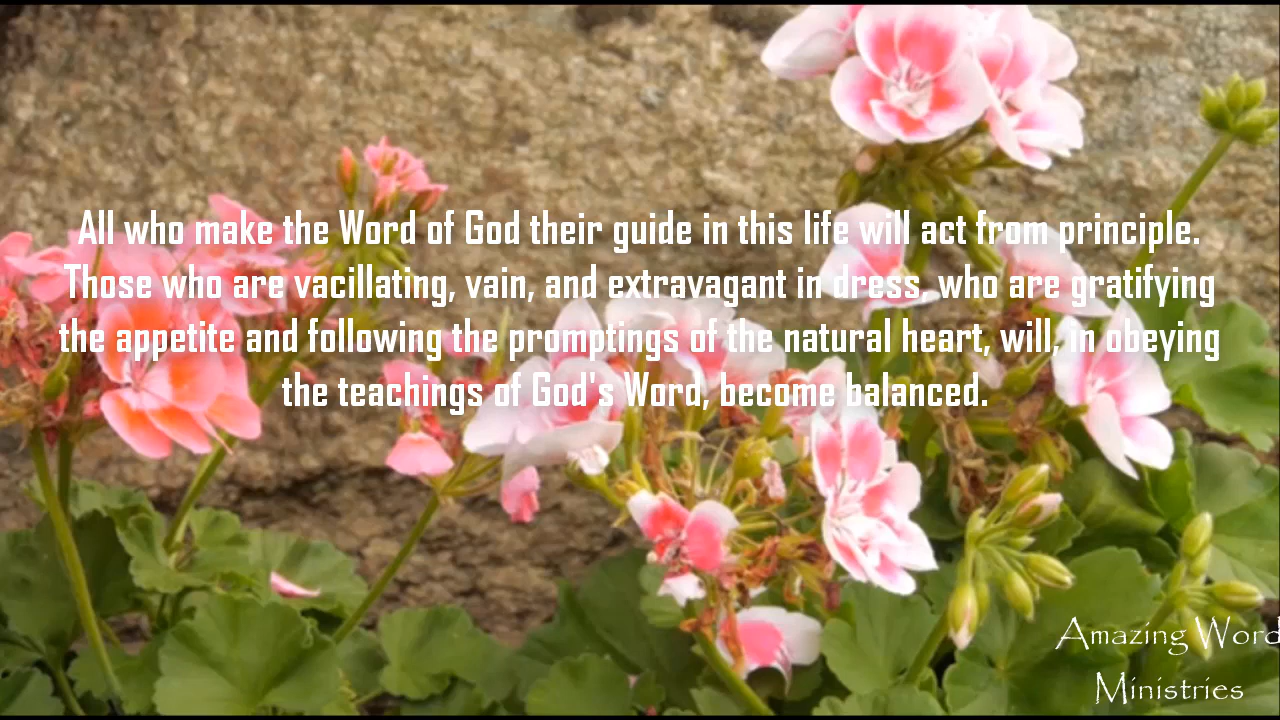 All who make the Word of God their guide in this life will act from principle.
Those who are vacillating, vain, and extravagant in dress, who are gratifying
the appetite and following the promptings of the natural heart, will, in obeying
the teachings of God's Word, become balanced.
Amazing Word
Ministries